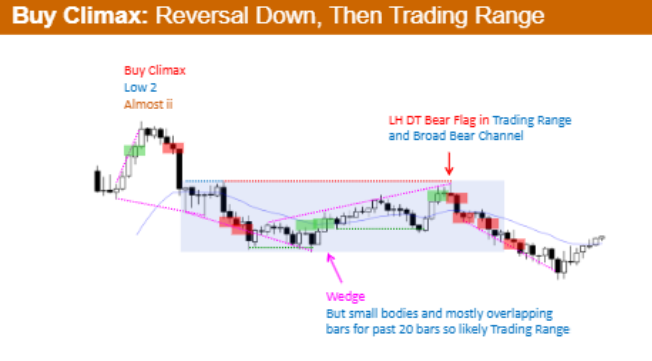 Buy Climax: Reversal Down, Then Trading Range
Buy Climax
Low 2
Almost ii
LH DT Bear Flag in Trading Range
and Broad Bear Channel
Wedge
But small bodies and mostly overlapping
bars for past 20 bars so likely Trading Range